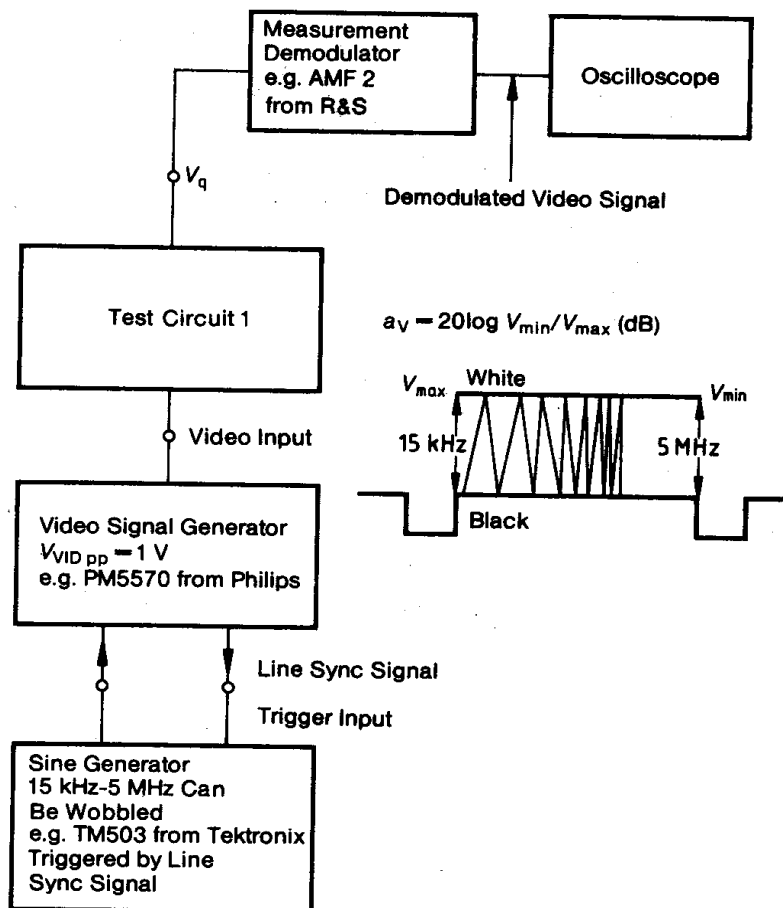 Measurement
Demodulator
e.g. AMF 2
from R&S
Oscilloscope
Vq
Demodulated Video Signal
Test Circuit 1
aV = 20log Vmin/Vmax (dB)
Vmax
White
Vmin
15 kHz
5 MHz
Black
Video Input
Video Signal Generator
VVID pp = 1 V
e.g. PM5570 from Philips
Line Sync Signal
Trigger Input
Sine Generator
15 kHz-5 MHz Can
Be Wobbled
e.g. TM503 from Tektronix
Triggered by Line
Sync Signal